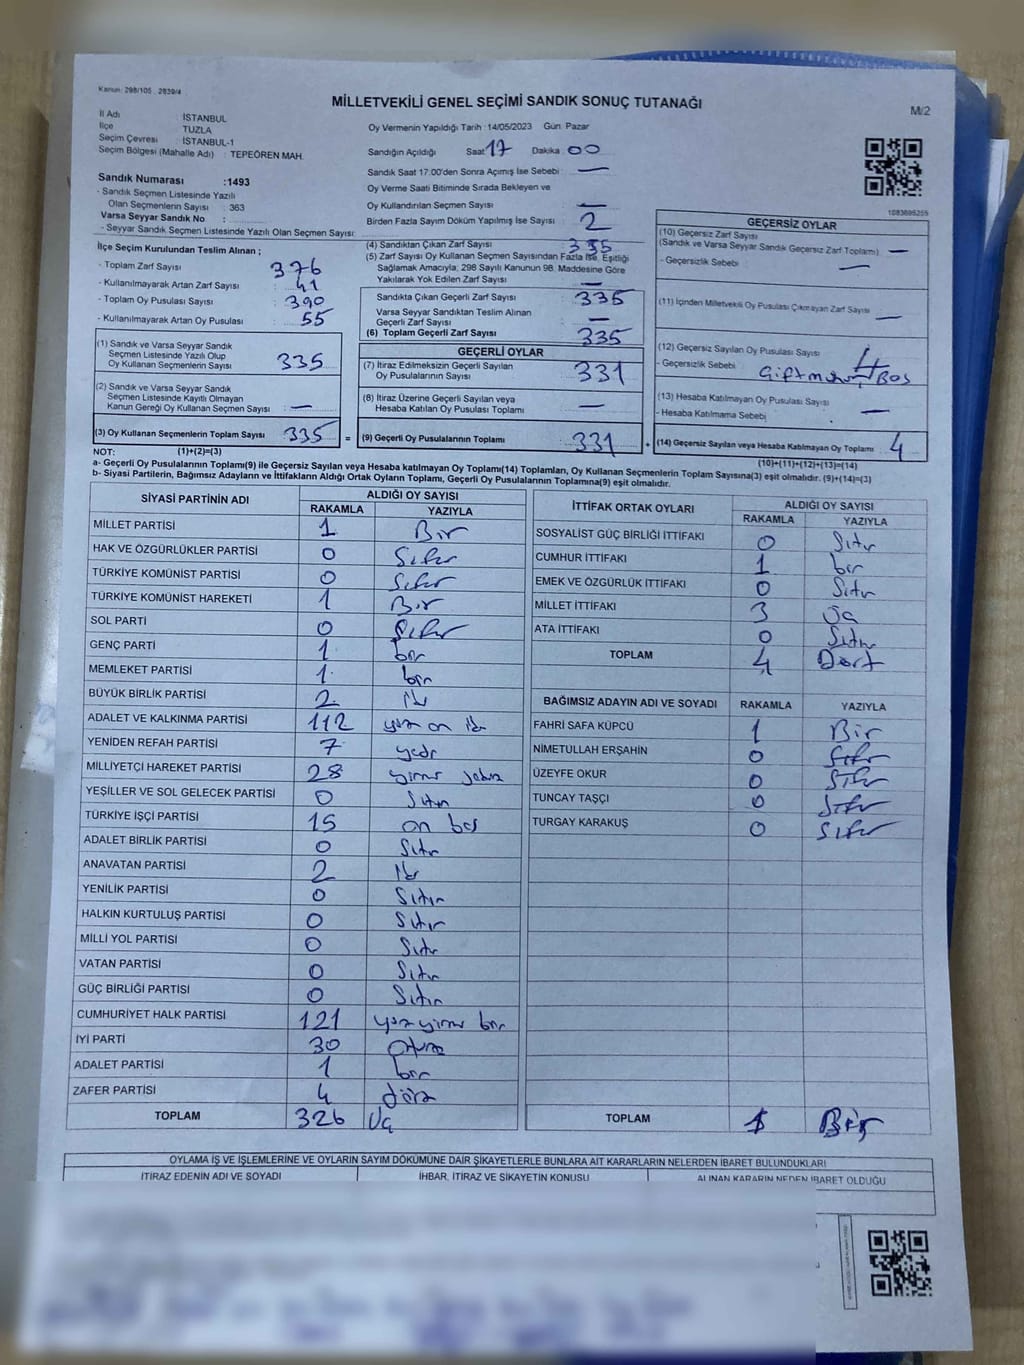 Kanun: 298/105 , 2839/4
MİLLETVEKİLİ GENEL SEÇİMİ SANDIK SONUÇ TUTANAĞI
M/2
İl Adı İSTANBUL
İlçe TUZLA
Seçim Çevresi İSTANBUL-1
Seçim Bölgesi (Mahalle Adı) : TEPEÖREN MAH.
Oy Vermenin Yapıldığı Tarih : 14/05/2023 Gün: Pazar
Sandığın Açıldığı Saat 17 Dakika 00
Sandık Saat 17.00'den Sonra Açımış İse Sebebi : —
Oy Verme Saati Bitiminde Sırada Bekleyen ve
Oy Kullandırılan Seçmen Sayısı : —
Birden Fazla Sayım Döküm Yapılmış İse Sayısı : 2
Sandık Numarası :1493
- Sandık Seçmen Listesinde Yazılı
Olan Seçmenlerin Sayısı : 363
Varsa Seyyar Sandık No :
- Seyyar Sandık Seçmen Listesinde Yazılı Olan Seçmen Sayısı:
1083695255
İlçe Seçim Kurulundan Teslim Alınan ;
- Toplam Zarf Sayısı 376
- Kullanılmayarak Artan Zarf Sayısı : 41
- Toplam Oy Pusulası Sayısı : 390
- Kullanılmayarak Artan Oy Pusulası : 55
(4) Sandıktan Çıkan Zarf Sayısı : 335
(5) Zarf Sayısı Oy Kullanan Seçmen Sayısından Fazla İse, Eşitliği
Sağlamak Amacıyla; 298 Sayılı Kanunun 98. Maddesine Göre
Yakılarak Yok Edilen Zarf Sayısı : —
Sandıkta Çıkan Geçerli Zarf Sayısı : 335
Varsa Seyyar Sandıktan Teslim Alınan
Geçerli Zarf Sayısı : —
(6) Toplam Geçerli Zarf Sayısı : 335
GEÇERSİZ OYLAR
(10) Geçersiz Zarf Sayısı
(Sandık ve Varsa Seyyar Sandık Geçersiz Zarf Toplamı) —
- Geçersizlik Sebebi : —
(11) İçinden Milletvekili Oy Pusulası Çıkmayan Zarf Sayısı : —
(12) Geçersiz Sayılan Oy Pusulası Sayısı : 4
- Geçersizlik Sebebi : Boş
(13) Hesaba Katılmayan Oy Pusulası Sayısı : —
- Hesaba Katılmama Sebebi :
(14) Geçersiz Sayılan veya Hesaba Katılmayan Oy Toplamı : 4
(10)+(11)+(12)+(13)=(14)
(1) Sandık ve Varsa Seyyar Sandık
Seçmen Listesinde Yazılı Olup
Oy Kullanan Seçmenlerin Sayısı : 335
(2) Sandık ve Varsa Seyyar Sandık
Seçmen Listesinde Kayıtlı Olmayan
Kanun Gereği Oy Kullanan Seçmen Sayısı : —
(3) Oy Kullanan Seçmenlerin Toplam Sayısı : 335 =
(1)+(2)=(3)
GEÇERLİ OYLAR
(7) İtiraz Edilmeksizin Geçerli Sayılan
Oy Pusulalarının Sayısı : 331
(8) İtiraz Üzerine Geçerli Sayılan veya
Hesaba Katılan Oy Pusulası Toplamı : —
(9) Geçerli Oy Pusulalarının Toplamı : 331 +
NOT:
a- Geçerli Oy Pusulalarının Toplamı(9) ile Geçersiz Sayılan veya Hesaba katılmayan Oy Toplamı(14) Toplamları, Oy Kullanan Seçmenlerin Toplam Sayısına(3) eşit olmalıdır. (9)+(14)=(3)
b- Siyasi Partilerin, Bağımsız Adayların ve İttifakların Aldığı Ortak Oyların Toplamı, Geçerli Oy Pusulalarının Toplamına(9) eşit olmalıdır.
SİYASİ PARTİNİN ADI ALDIĞI OY SAYISI
RAKAMLA YAZIYLA
MİLLET PARTİSİ 1 Bir
HAK VE ÖZGÜRLÜKLER PARTİSİ 0 Sıfır
TÜRKİYE KOMÜNİST PARTİSİ 0 Sıfır
TÜRKİYE KOMÜNİST HAREKETİ 1 Bir
SOL PARTİ 0 Sıfır
GENÇ PARTİ 1 bir
MEMLEKET PARTİSİ 1 bir
BÜYÜK BİRLİK PARTİSİ 2 iki
ADALET VE KALKINMA PARTİSİ 112 yüz on iki
YENİDEN REFAH PARTİSİ 7 yedi
MİLLİYETÇİ HAREKET PARTİSİ 28 yirmi sekiz
YEŞİLLER VE SOL GELECEK PARTİSİ 0 Sıfır
TÜRKİYE İŞÇİ PARTİSİ 15 on beş
ADALET BİRLİK PARTİSİ 0 Sıfır
ANAVATAN PARTİSİ 2 iki
YENİLİK PARTİSİ 0 Sıfır
HALKIN KURTULUŞ PARTİSİ 0 Sıfır
MİLLİ YOL PARTİSİ 0 Sıfır
VATAN PARTİSİ 0 Sıfır
GÜÇ BİRLİĞİ PARTİSİ 0 Sıfır
CUMHURİYET HALK PARTİSİ 121 yüz yirmi bir
İYİ PARTİ 30 otuz
ADALET PARTİSİ 1 bir
ZAFER PARTİSİ 4 dört
TOPLAM 326 Üç
İTTİFAK ORTAK OYLARI ALDIĞI OY SAYISI
RAKAMLA YAZIYLA
SOSYALİST GÜÇ BİRLİĞİ İTTİFAKI 0 Sıfır
CUMHUR İTTİFAKI 1 bir
EMEK VE ÖZGÜRLÜK İTTİFAKI 0 Sıfır
MİLLET İTTİFAKI 3 Üç
ATA İTTİFAKI 0 Sıfır
TOPLAM 4 Dört
BAĞIMSIZ ADAYIN ADI VE SOYADI RAKAMLA YAZIYLA
FAHRİ SAFA KÜPCÜ 1 Bir
NİMETULLAH ERŞAHİN 0 Sıfır
ÜZEYFE OKUR 0 Sıfır
TUNCAY TAŞÇI 0 Sıfır
TURGAY KARAKUŞ 0 Sıfır
TOPLAM 1 Bir
OYLAMA İŞ VE İŞLEMLERİNE VE OYLARIN SAYIM DÖKÜMÜNE DAİR ŞİKAYETLERLE BUNLARA AİT KARARLARIN NELERDEN İBARET BULUNDUKLARI
İTİRAZ EDENİN ADI VE SOYADI İHBAR, İTİRAZ VE ŞİKAYETİN KONUSU ALINAN KARARIN NEDEN İBARET OLDUĞU